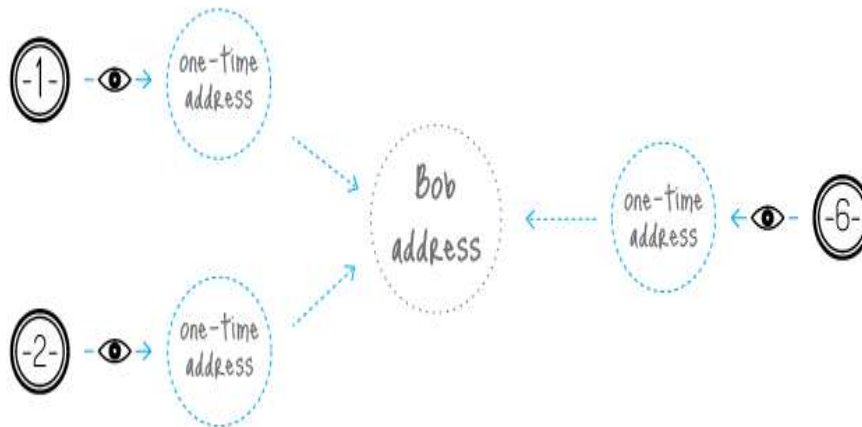 -1-
one-time
address
Bob
address
one-time
address
-6-
-2-
one-time
address